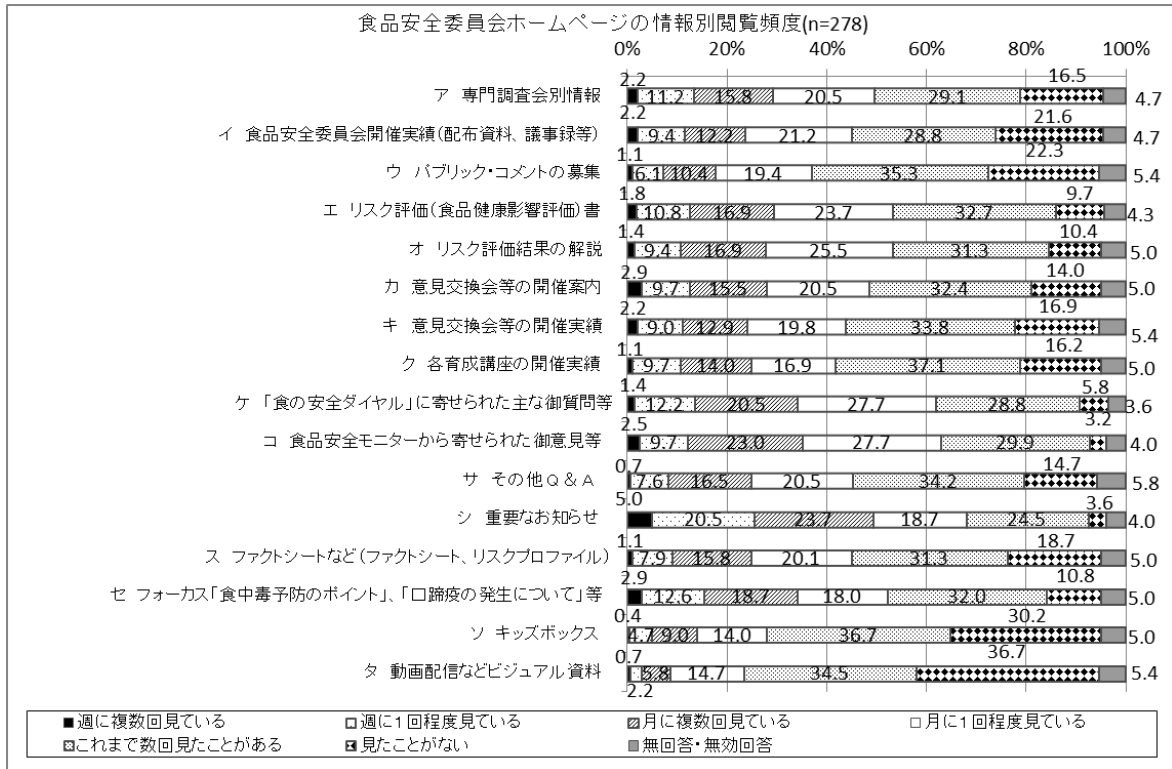 食品安全委員会ホームページの情報別閲覧頻度(n=278)
0% 20% 40% 60% 80% 100%
2.2 16.5
ア 専門調査会別情報 11.2 15.8 20.5 29.1 4.7
2.2 21.6
イ 食品安全委員会開催実績(配布資料、議事録等) 9.4 12.2 21.2 28.8 4.7
1.1 22.3
ウ パブリック・コメントの募集 6.1 10.4 19.4 35.3 5.4
1.8 9.7
エ リスク評価(食品健康影響評価)書 10.8 16.9 23.7 32.7 4.3
1.4 10.4
オ リスク評価結果の解説 9.4 16.9 25.5 31.3 5.0
2.9 14.0
カ 意見交換会等の開催案内 9.7 15.5 20.5 32.4 5.0
2.2 16.9
キ 意見交換会等の開催実績 9.0 12.9 19.8 33.8 5.4
1.1 16.2
ク 各育成講座の開催実績 9.7 14.0 16.9 37.1 5.0
1.4 5.8
ケ 「食の安全ダイヤル」に寄せられた主な御質問等 12.2 20.5 27.7 28.8 3.6
2.5 3.2
コ 食品安全モニターから寄せられた御意見等 9.7 23.0 27.7 29.9 4.0
0.7 14.7
サ その他Q&A 7.6 16.5 20.5 34.2 5.8
5.0 3.6
シ 重要なお知らせ 20.5 23.7 18.7 24.5 4.0
1.1 18.7
ス ファクトシートなど(ファクトシート、リスクプロファイル) 7.9 15.8 20.1 31.3 5.0
2.9 10.8
セ フォーカス「食中毒予防のポイント」、「口蹄疫の発生について」等 12.6 18.7 18.0 32.0 5.0
0.4 30.2
ソ キッズボックス 4.7 9.0 14.0 36.7 5.0
0.7 36.7
タ 動画配信などビジュアル資料 5.8 14.7 34.5 5.4
2.2
週に複数回見ている 週に1回程度見ている 月に複数回見ている 月に1回程度見ている
これまで数回見たことがある 見たことがない 無回答・無効回答